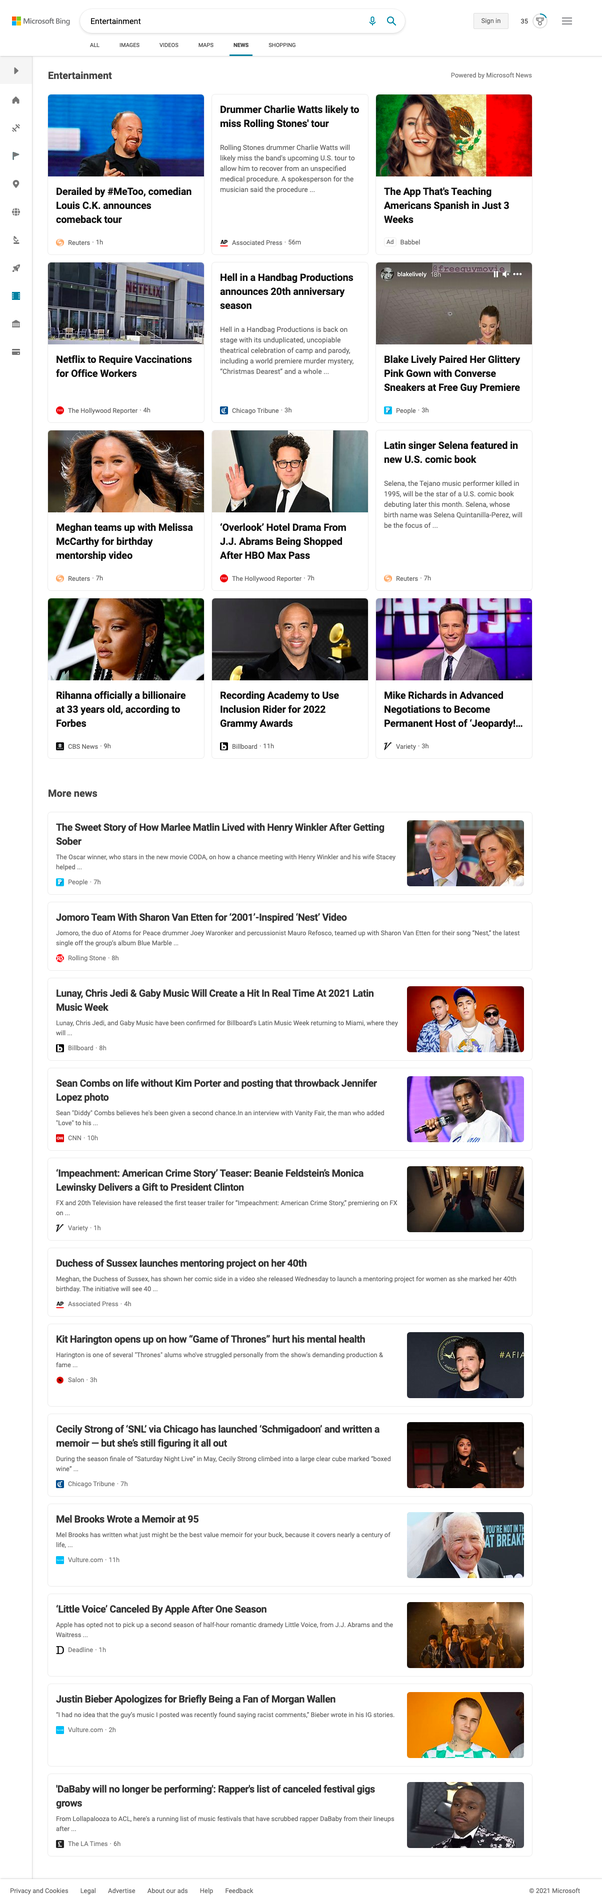 Microsoft Bing
Entertainment
Sign in
35
ALL
IMAGES
VIDEOS
MAPS
NEWS
SHOPPING
Entertainment
Powered by Microsoft News
Derailed by #MeToo, comedian
Louis C.K. announces
comeback tour
Reuters · 1h
Drummer Charlie Watts likely to
miss Rolling Stones' tour
Rolling Stones drummer Charlie Watts will
likely miss the band's upcoming U.S. tour to
allow him to recover from an unspecified
medical procedure. A spokesperson for the
musician said the procedure ...
AP Associated Press · 56m
The App That's Teaching
Americans Spanish in Just 3
Weeks
Ad Babbel
NETFLIX
Netflix to Require Vaccinations
for Office Workers
The Hollywood Reporter · 4h
Hell in a Handbag Productions
announces 20th anniversary
season
Hell in a Handbag Productions is back on
stage with its unduplicated, uncopiable
theatrical celebration of camp and parody,
including a world premiere murder mystery,
"Christmas Dearest" and a whole ...
Chicago Tribune · 3h
@freeguymovie
blakelively 18h
Blake Lively Paired Her Glittery
Pink Gown with Converse
Sneakers at Free Guy Premiere
People · 3h
Meghan teams up with Melissa
McCarthy for birthday
mentorship video
Reuters · 7h
'Overlook' Hotel Drama From
J.J. Abrams Being Shopped
After HBO Max Pass
The Hollywood Reporter · 7h
Latin singer Selena featured in
new U.S. comic book
Selena, the Tejano music performer killed in
1995, will be the star of a U.S. comic book
debuting later this month. Selena, whose
birth name was Selena Quintanilla-Perez, will
be the focus of ...
Reuters · 7h
Rihanna officially a billionaire
at 33 years old, according to
Forbes
CBS News · 9h
Recording Academy to Use
Inclusion Rider for 2022
Grammy Awards
Billboard · 11h
Mike Richards in Advanced
Negotiations to Become
Permanent Host of 'Jeopardy!...
Variety · 3h
More news
The Sweet Story of How Marlee Matlin Lived with Henry Winkler After Getting
Sober
The Oscar winner, who stars in the new movie CODA, on how a chance meeting with Henry Winkler and his wife Stacey
helped ...
People · 7h
Jomoro Team With Sharon Van Etten for '2001'-Inspired 'Nest' Video
Jomoro, the duo of Atoms for Peace drummer Joey Waronker and percussionist Mauro Refosco, teamed up with Sharon Van Etten for their song "Nest," the latest
single off the group's album Blue Marble ...
Rolling Stone · 8h
Lunay, Chris Jedi & Gaby Music Will Create a Hit In Real Time At 2021 Latin
Music Week
Lunay, Chris Jedi, and Gaby Music have been confirmed for Billboard's Latin Music Week returning to Miami, where they
will ...
Billboard · 8h
Sean Combs on life without Kim Porter and posting that throwback Jennifer
Lopez photo
Sean "Diddy" Combs believes he's been given a second chance.In an interview with Vanity Fair, the man who added
"Love" to his ...
CNN · 10h
'Impeachment: American Crime Story' Teaser: Beanie Feldstein's Monica
Lewinsky Delivers a Gift to President Clinton
FX and 20th Television have released the first teaser trailer for "Impeachment: American Crime Story," premiering on FX
on ...
Variety · 1h
Duchess of Sussex launches mentoring project on her 40th
Meghan, the Duchess of Sussex, has shown her comic side in a video she released Wednesday to launch a mentoring project for women as she marked her 40th
birthday. The initiative will see 40 ...
AP Associated Press · 4h
Kit Harington opens up on how "Game of Thrones" hurt his mental health
Harington is one of several "Thrones" alums who've struggled personally from the show's demanding production &
fame ...
Salon · 3h
#AFIA
Cecily Strong of 'SNL' via Chicago has launched 'Schmigadoon' and written a
memoir — but she's still figuring it all out
During the season finale of "Saturday Night Live" in May, Cecily Strong climbed into a large clear cube marked "boxed
wine" ...
Chicago Tribune · 7h
Mel Brooks Wrote a Memoir at 95
Mel Brooks has written what just might be the best value memoir for your buck, because it covers nearly a century of
life, ...
Vulture.com · 11h
YOU'RE NOT IN TH
AT BREAKF
'Little Voice' Canceled By Apple After One Season
Apple has opted not to pick up a second season of half-hour romantic dramedy Little Voice, from J.J. Abrams and the
Waitress ...
Deadline · 1h
Justin Bieber Apologizes for Briefly Being a Fan of Morgan Wallen
"I had no idea that the guy's music I posted was recently found saying racist comments," Bieber wrote in his IG stories.
Vulture.com · 2h
'DaBaby will no longer be performing': Rapper's list of canceled festival gigs
grows
From Lollapalooza to ACL, here's a running list of music festivals that have scrubbed rapper DaBaby from their lineups
after ...
The LA Times · 6h
Privacy and Cookies
Legal
Advertise
About our ads
Help
Feedback
© 2021 Microsoft